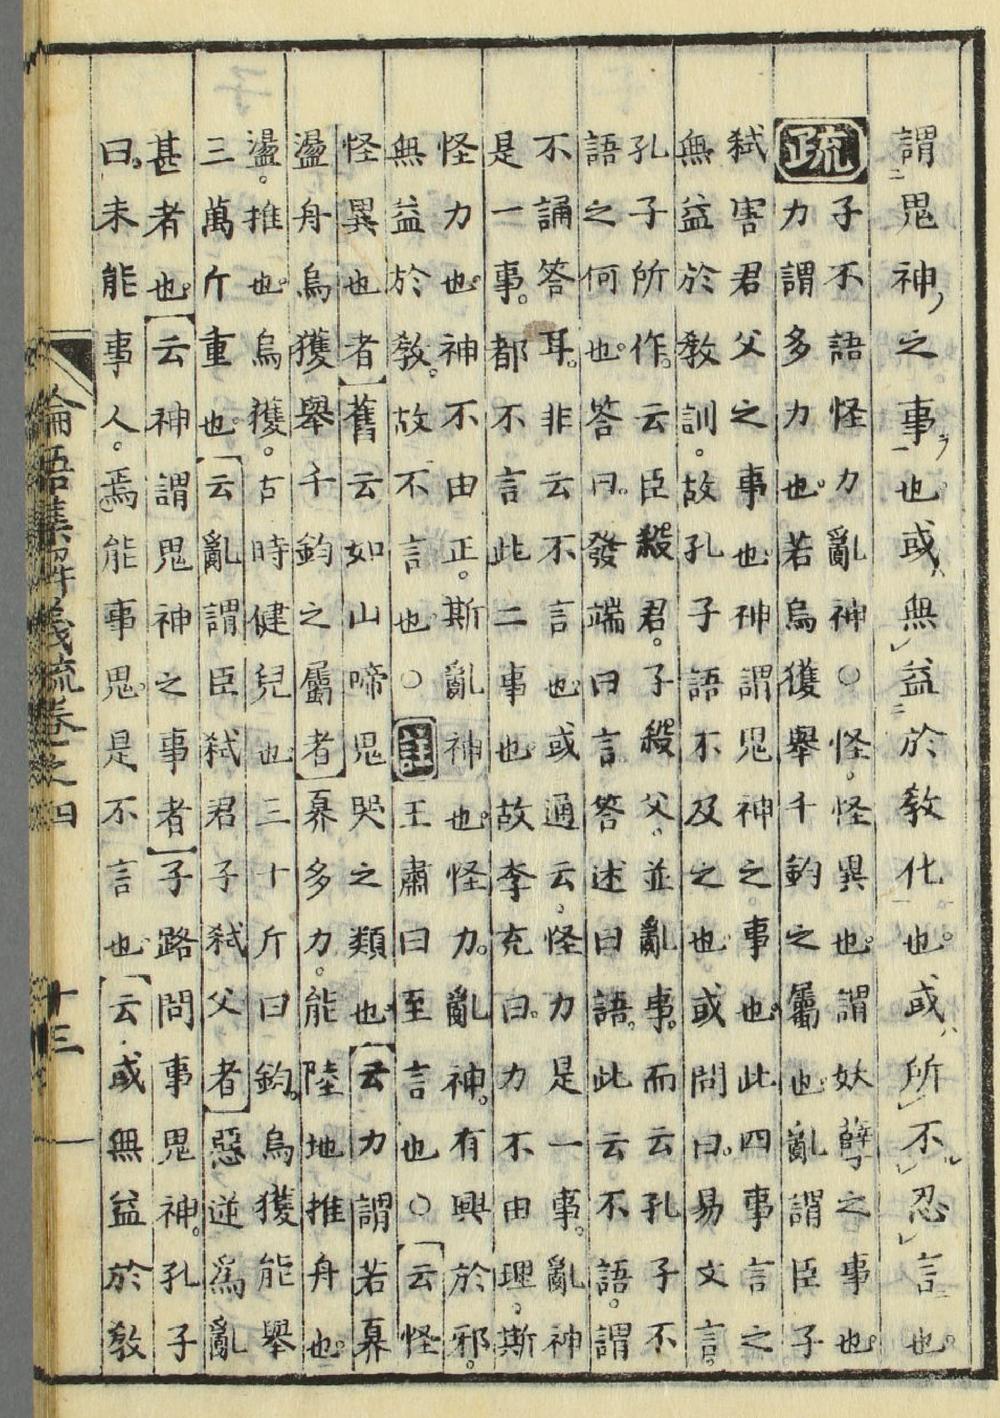 謂鬼神之事也或無益於敎化也或所不忍言也
疏
子不語怪力亂神○怪怪異也謂妖孽之事也
力謂多力也若烏獲舉千鈞之屬也亂謂臣子
弑害君父之事也神謂鬼神之事也此四事言之
無益於敎訓故孔子語不及之也或問曰易文言
孔子所作云臣殺君子殺父並亂事而云孔子不
語之何也答曰發端曰言答述曰語此云不語謂
不誦答耳非云不言也或通云怪力是一事亂神
是一事都不言此二事也故李充曰力不由理斯
怪力也神不由正斯亂神也怪力亂神有興於邪
無益於敎故不言也○註王肅曰至言也○云怪
怪異也者舊云如山啼鬼哭之類也云力謂若奡
盪舟烏獲舉千鈞之屬者奡多力能陸地推舟也
盪推也烏獲古時健兒也三十斤曰鈞烏獲能舉
三萬斤重也云亂謂臣弑君子弑父者惡逆爲亂
甚者也云神謂鬼神之事者子路問事鬼神孔子
曰未能事人焉能事鬼是不言也云或無益於敎
論語集解義疏卷之四
十三